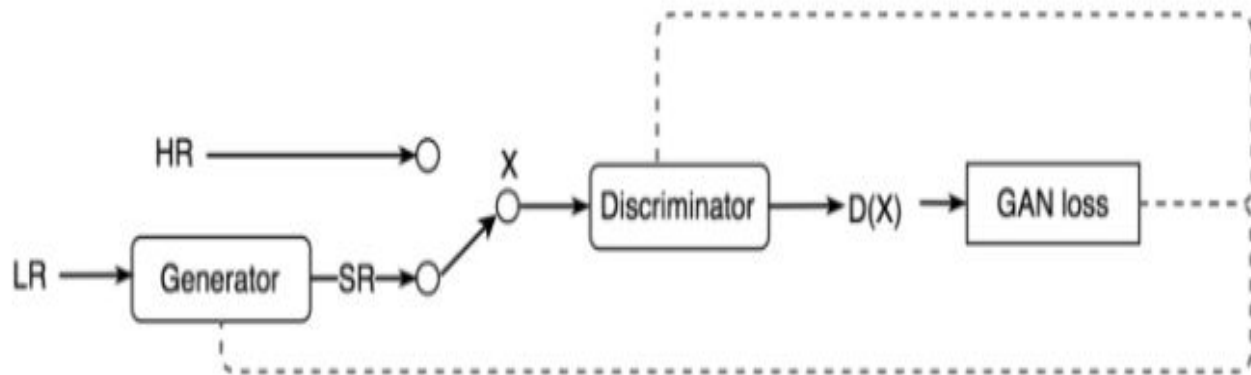 HR
X
Discriminator
D(X)
GAN loss
LR
Generator
SR